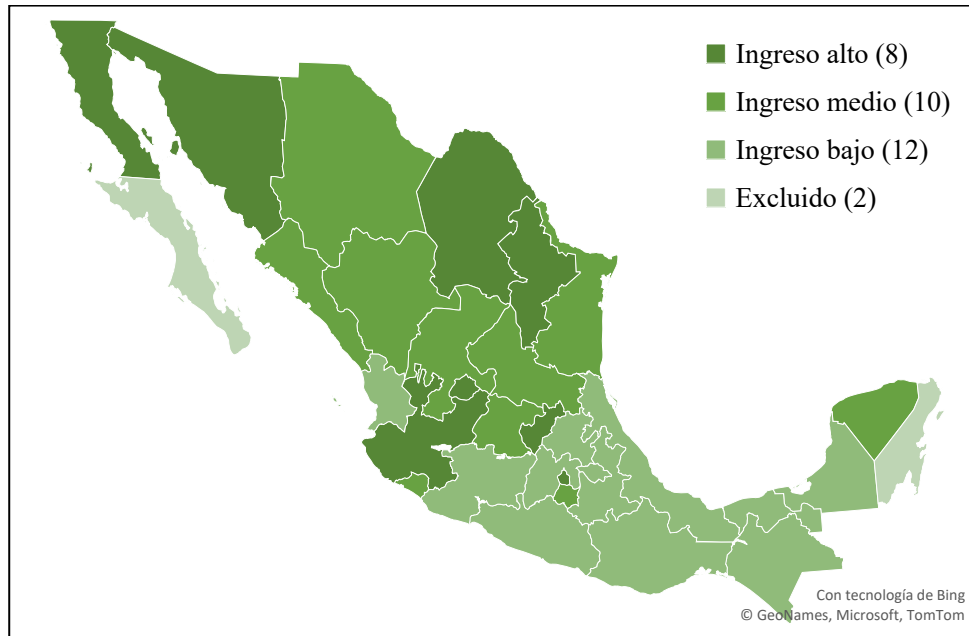 Ingreso alto (8)
Ingreso medio (10)
Ingreso bajo (12)
Excluido (2)
Con tecnología de Bing
© GeoNames, Microsoft, TomTom